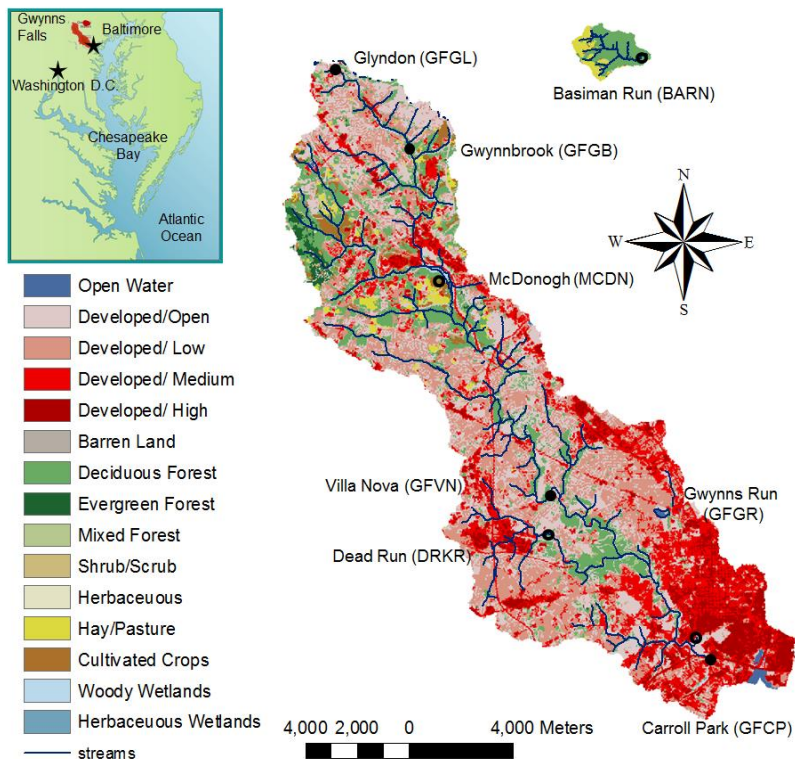 Gwynns
Falls
Baltimore
Washington D.C.
Chesapeake
Bay
Atlantic
Ocean
Glyndon (GFGL)
Basiman Run (BARN)
Gwynnbrook (GFGB)
N
W
E
S
McDonogh (MCDN)
Villa Nova (GFVN)
Gwynns Run
(GFGR)
Dead Run (DRKR)
Carroll Park (GFCP)
Open Water
Developed/Open
Developed/ Low
Developed/ Medium
Developed/ High
Barren Land
Deciduous Forest
Evergreen Forest
Mixed Forest
Shrub/Scrub
Herbaceuous
Hay/Pasture
Cultivated Crops
Woody Wetlands
Herbaceuous Wetlands
streams
4,000 2,000 0 4,000 Meters